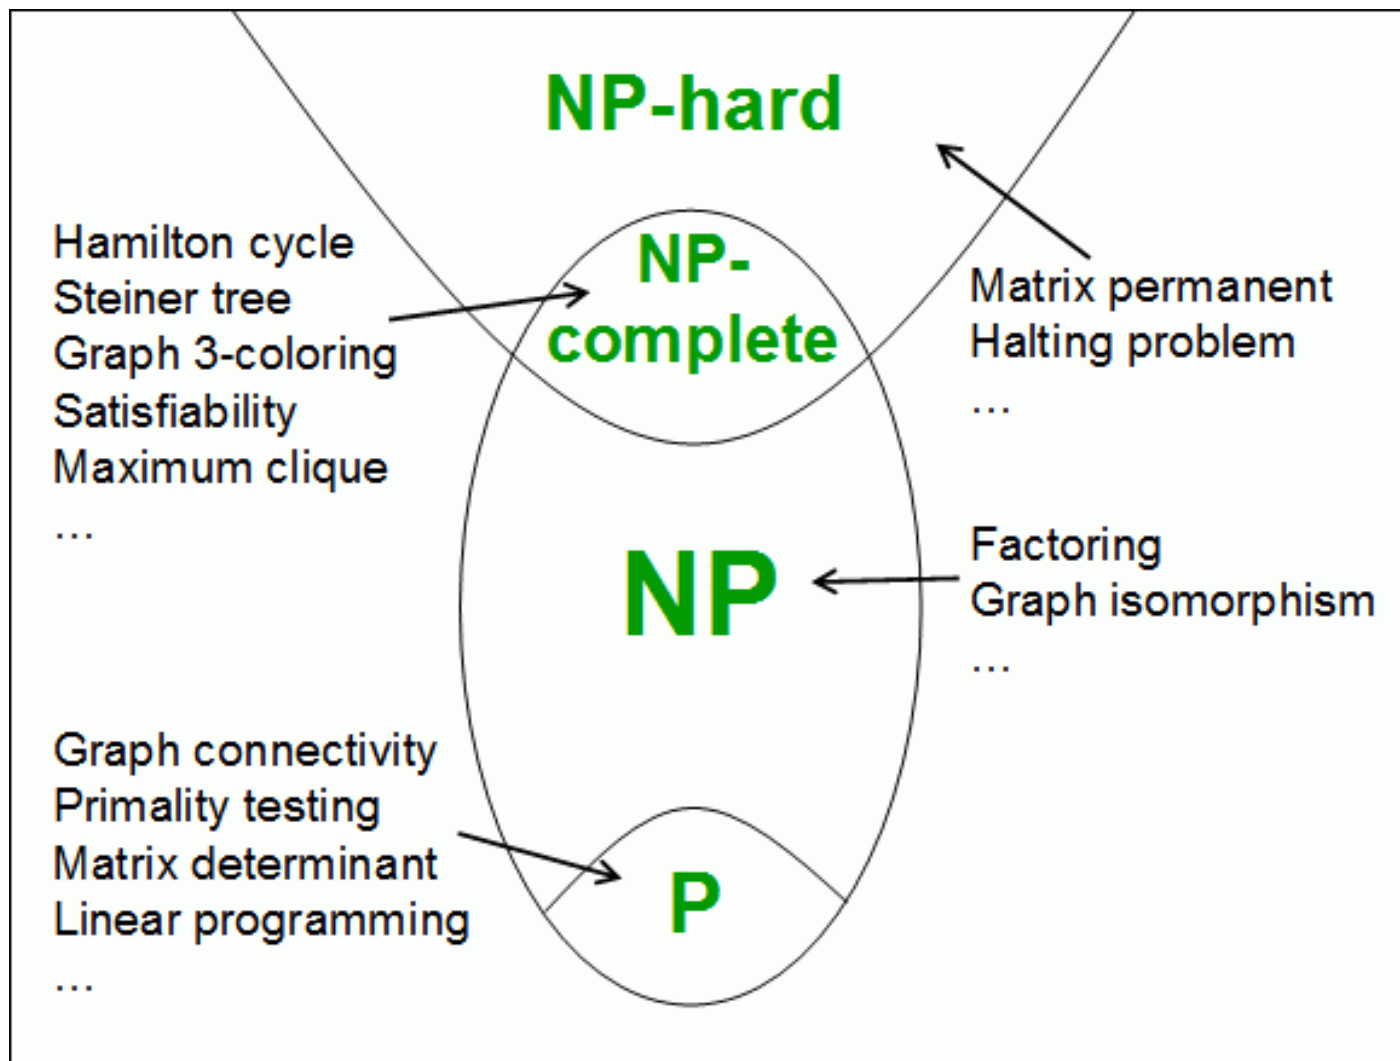 NP-hard
NP-
complete
Hamilton cycle
Steiner tree
Graph 3-coloring
Satisfiability
Maximum clique
…
Matrix permanent
Halting problem
…
NP
Factoring
Graph isomorphism
…
Graph connectivity
Primality testing
Matrix determinant
Linear programming
…
P